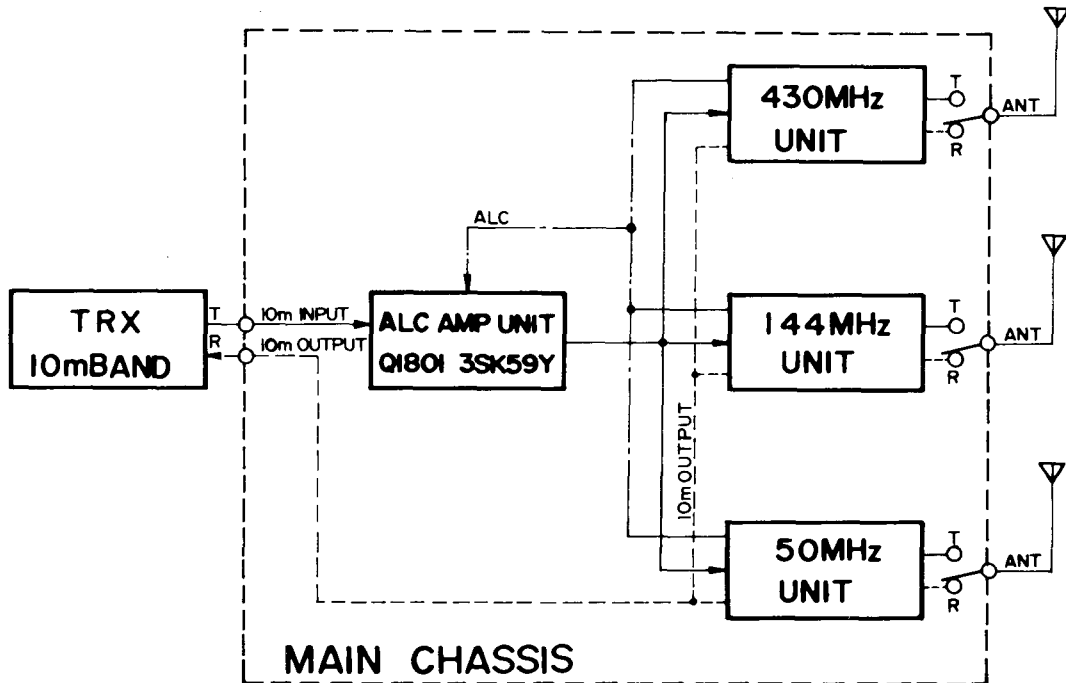 430MHz
UNIT
T
R
ANT
ALC
TRX
10mBAND
T
R
10m INPUT
10m OUTPUT
ALC AMP UNIT
Q1801 3SK59Y
144MHz
UNIT
T
R
ANT
10m OUTPUT
50MHz
UNIT
T
R
ANT
MAIN CHASSIS